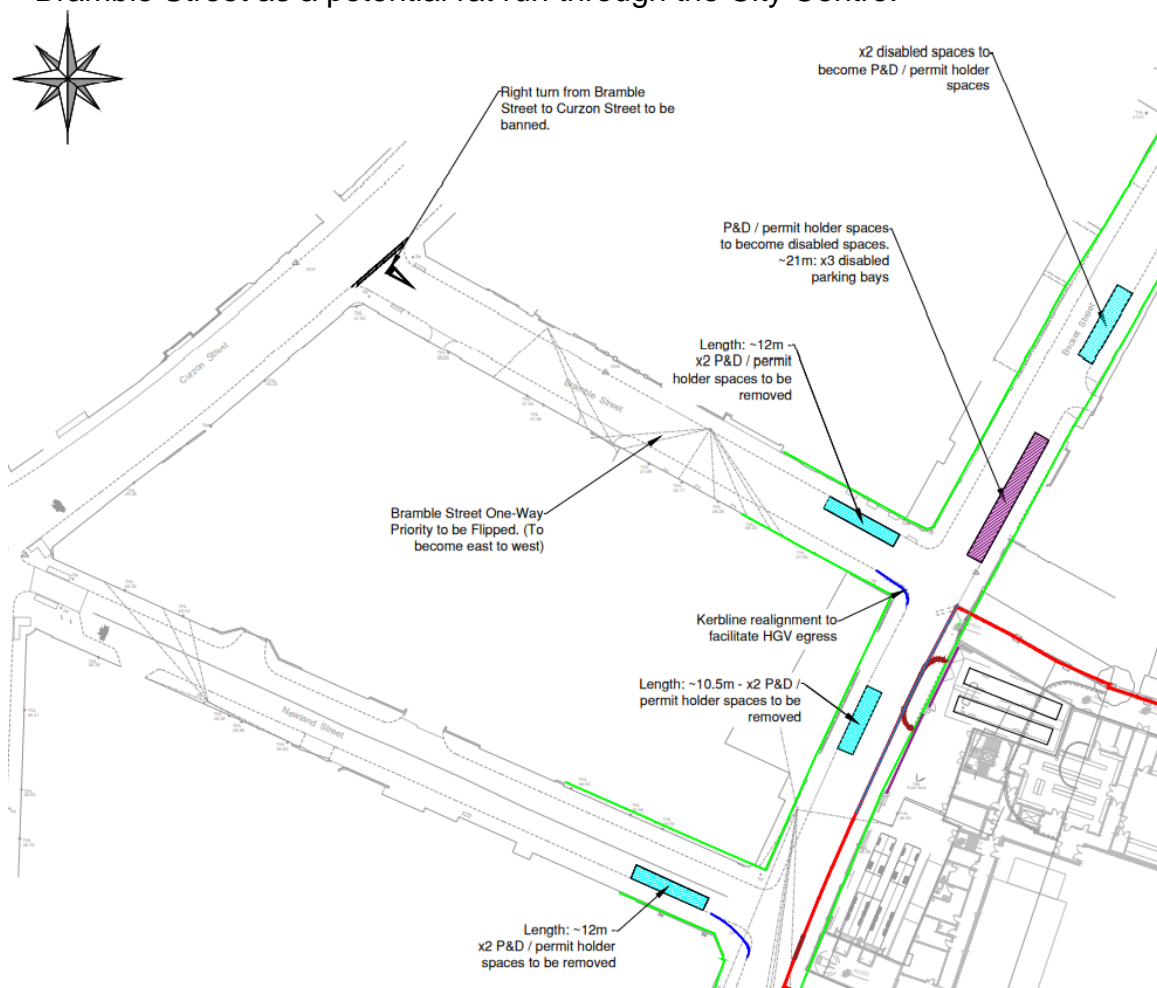 Bramble Street as a potential rat run through the City Centre.
x2 disabled spaces to
become P&D / permit holder
spaces
Right turn from Bramble
Street to Curzon Street to be
banned.
P&D / permit holder spaces
to become disabled spaces.
~21m: x3 disabled
parking bays
Becket Street
Length: ~12m -
x2 P&D / permit
holder spaces to be
removed
Curzon Street
Bramble Street
Bramble Street One-Way
Priority to be Flipped. (To
become east to west)
Kerbline realignment to
facilitate HGV egress
Length: ~10.5m - x2 P&D /
permit holder spaces to be
removed
Newland Street
Length: ~12m -
x2 P&D / permit holder
spaces to be removed